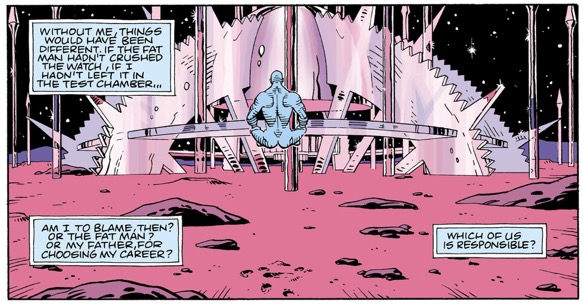 WITHOUT ME, THINGS
WOULD HAVE BEEN
DIFFERENT. IF THE FAT
MAN HADN'T CRUSHED
THE WATCH, IF I
HADN'T LEFT IT IN
THE TEST CHAMBER...
AM I TO BLAME, THEN?
OR THE FAT MAN?
OR MY FATHER, FOR
CHOOSING MY CAREER?
WHICH OF US
IS RESPONSIBLE?